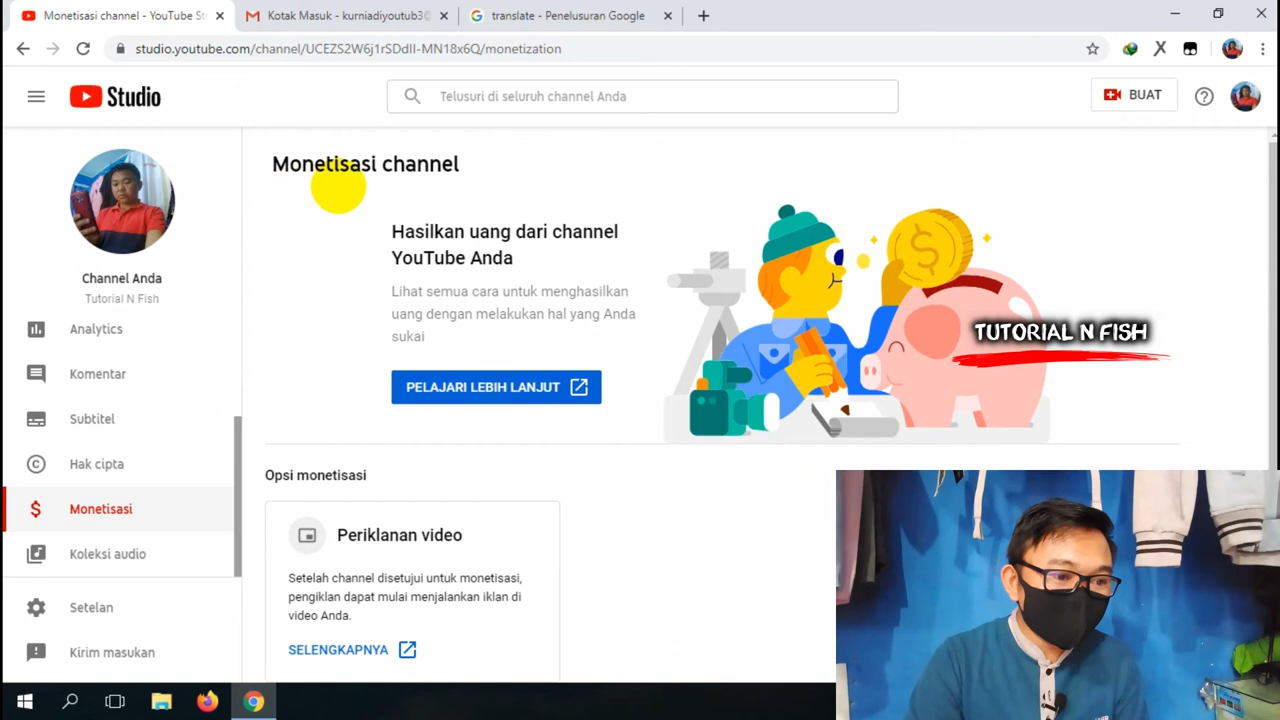 Monetisasi channel - YouTube St
Kotak Masuk - kurniadiyoutub3@
translate - Penelusuran Google
studio.youtube.com/channel/UCEZS2W6j1rSDdII-MN18x6Q/monetization
Studio
Telusuri di seluruh channel Anda
BUAT
Channel Anda
Tutorial N Fish
Analytics
Komentar
Subtitel
Hak cipta
Monetisasi
Koleksi audio
Setelan
Kirim masukan
Monetisasi channel
Hasilkan uang dari channel
YouTube Anda
Lihat semua cara untuk menghasilkan
uang dengan melakukan hal yang Anda
sukai
PELAJARI LEBIH LANJUT
TUTORIAL N FISH
Opsi monetisasi
Periklanan video
Setelah channel disetujui untuk monetisasi,
pengiklan dapat mulai menjalankan iklan di
video Anda.
SELENGKAPNYA